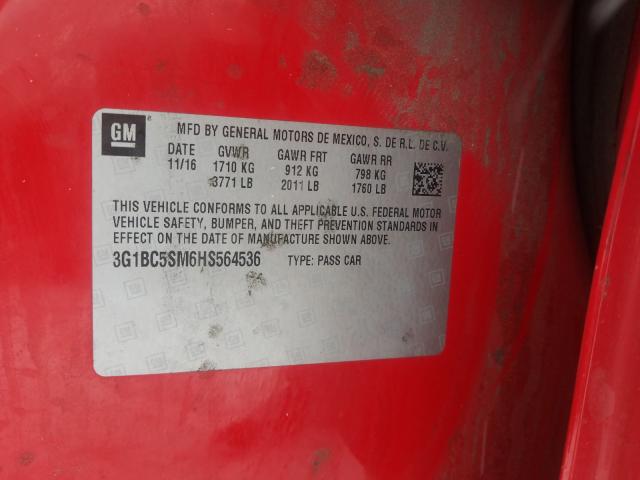 GM
MFD BY GENERAL MOTORS DE MEXICO, S. DE R.L. DE C.V.
DATE GVWR GAWR FRT GAWR RR
11/16 1710 KG 912 KG 798 KG
3771 LB 2011 LB 1760 LB
THIS VEHICLE CONFORMS TO ALL APPLICABLE U.S. FEDERAL MOTOR
VEHICLE SAFETY, BUMPER, AND THEFT PREVENTION STANDARDS IN
EFFECT ON THE DATE OF MANUFACTURE SHOWN ABOVE.
3G1BC5SM6HS564536 TYPE: PASS CAR